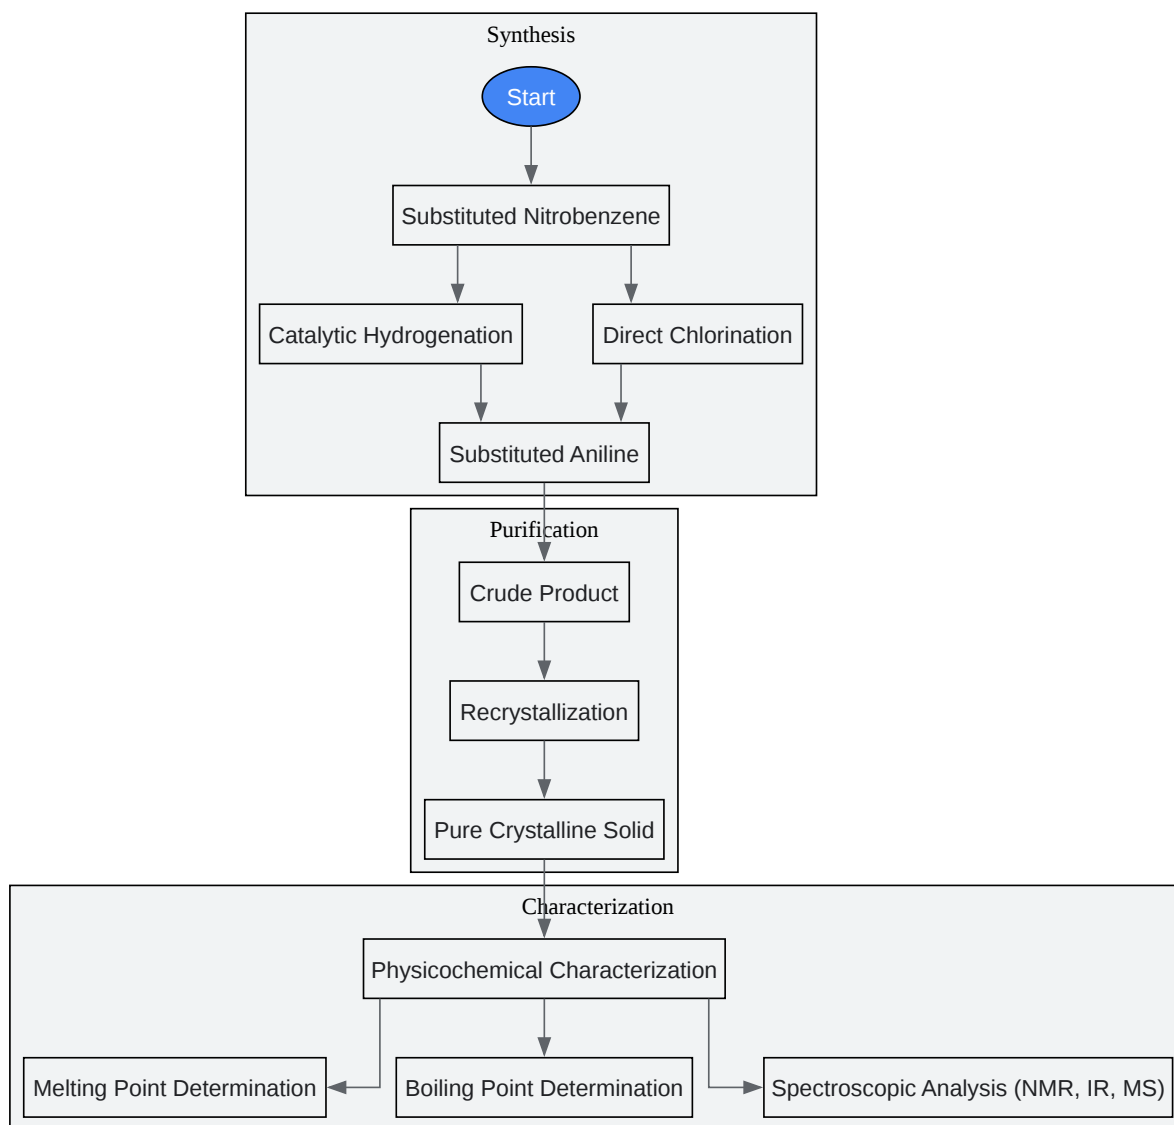 Synthesis
Start
Substituted Nitrobenzene
Catalytic Hydrogenation
Direct Chlorination
Substituted Aniline
Purification
Crude Product
Recrystallization
Pure Crystalline Solid
Characterization
Physicochemical Characterization
Melting Point Determination
Boiling Point Determination
Spectroscopic Analysis (NMR, IR, MS)